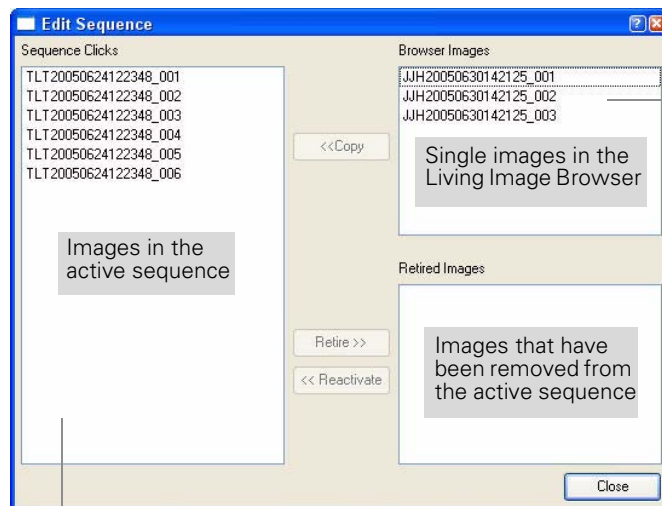 Edit Sequence
Sequence Clicks
TLT20050624122348_001
TLT20050624122348_002
TLT20050624122348_003
TLT20050624122348_004
TLT20050624122348_005
TLT20050624122348_006
Images in the
active sequence
<<Copy
Retire >>
<< Reactivate
Browser Images
JJH20050630142125_001
JJH20050630142125_002
JJH20050630142125_003
Single images in the
Living Image Browser
Retired Images
Images that have
been removed from
the active sequence
Close